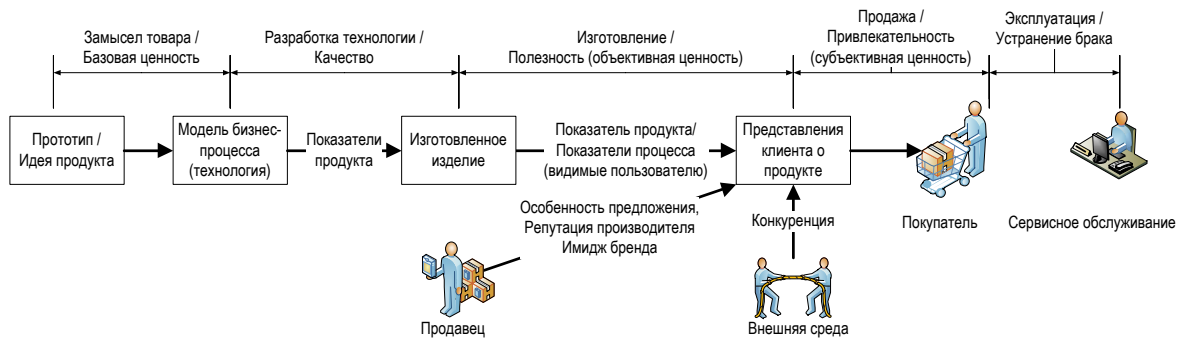 Замысел товара /
Базовая ценность
Разработка технологии /
Качество
Изготовление /
Полезность (объективная ценность)
Продажа /
Привлекательность
(субъективная ценность)
Эксплуатация /
Устранение брака
Прототип /
Идея продукта
Модель бизнес-
процесса
(технология)
Показатели
продукта
Изготовленное
изделие
Показатель продукта/
Показатели процесса
(видимые пользователю)
Представления
клиента о
продукте
Особенность предложения,
Репутация производителя
Имидж бренда
Конкуренция
Покупатель
Сервисное обслуживание
Продавец
Внешняя среда